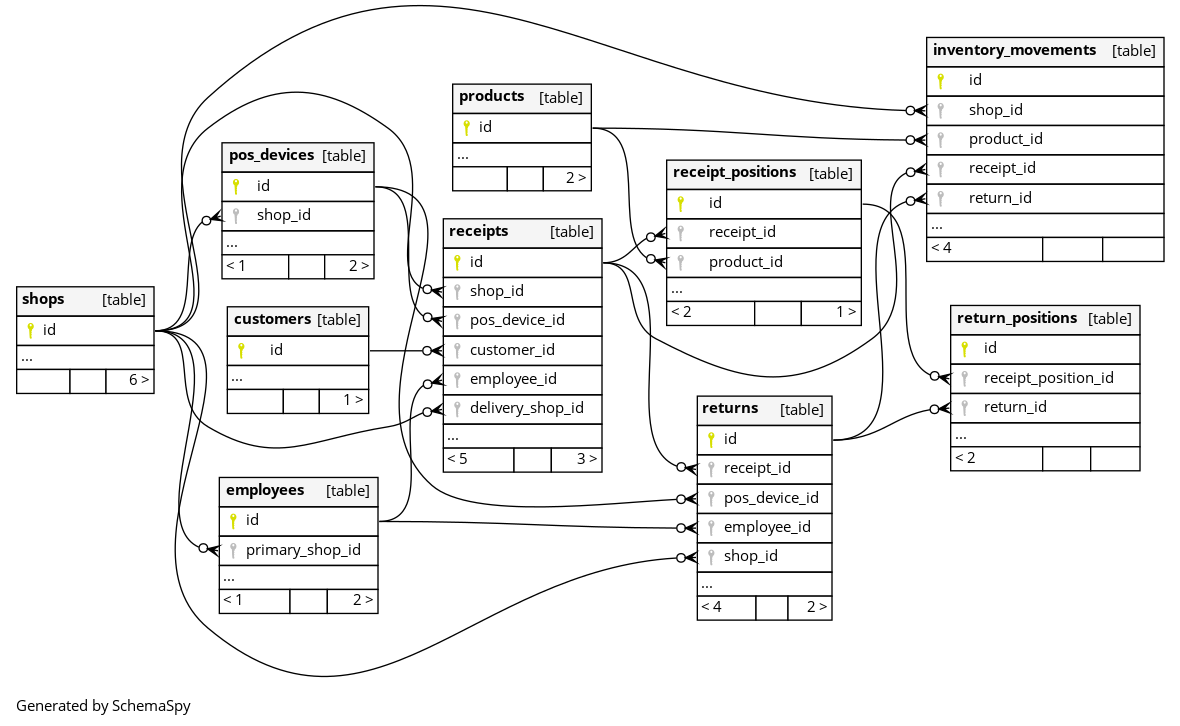 shops [table]
id
...
6 >
pos_devices [table]
id
shop_id
...
< 1 2 >
customers [table]
id
...
1 >
employees [table]
id
primary_shop_id
...
< 1 2 >
products [table]
id
...
2 >
receipts [table]
id
shop_id
pos_device_id
customer_id
employee_id
delivery_shop_id
...
< 5 3 >
receipt_positions [table]
id
receipt_id
product_id
...
< 2 1 >
returns [table]
id
receipt_id
pos_device_id
employee_id
shop_id
...
< 4 2 >
inventory_movements [table]
id
shop_id
product_id
receipt_id
return_id
...
< 4
return_positions [table]
id
receipt_position_id
return_id
...
< 2
Generated by SchemaSpy